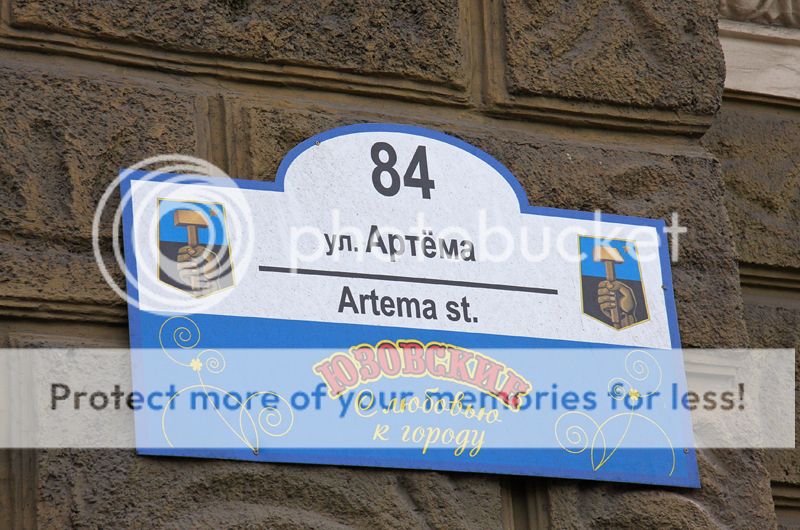 84
ул. Артёма
Artema st.
ЮЗОВСКИЕ
С любовью
к городу
photobucket
Protect more of your memories for less!